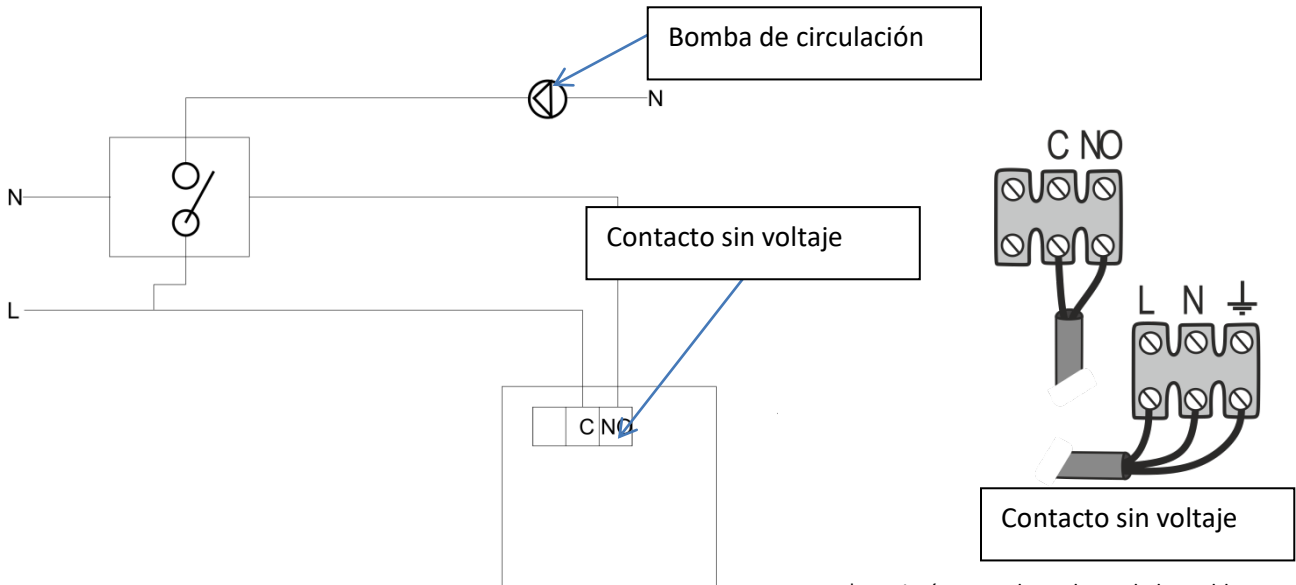 Bomba de circulación
N
N
Contacto sin voltaje
L
C NO
C NO
L N
Contacto sin voltaje